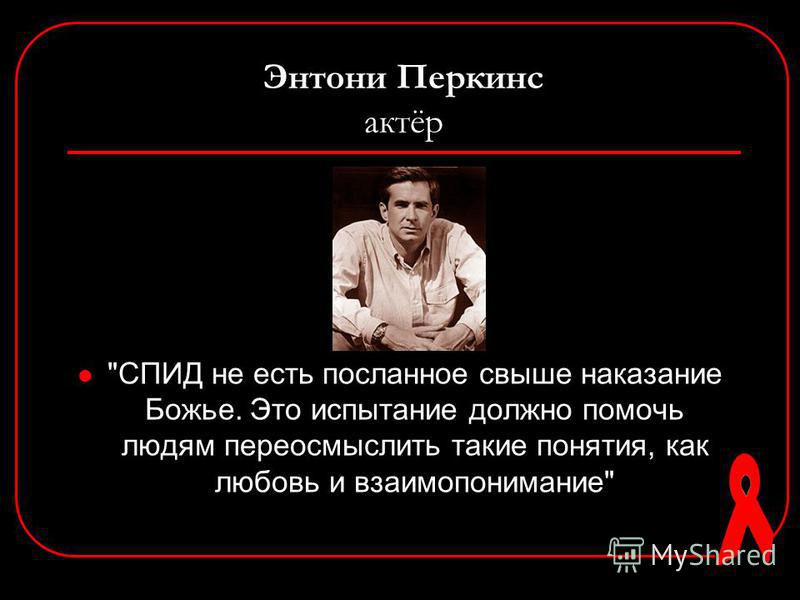 Энтони Перкинс
актёр
"СПИД не есть посланное свыше наказание
Божье. Это испытание должно помочь
людям переосмыслить такие понятия, как
любовь и взаимопонимание"
MyShared